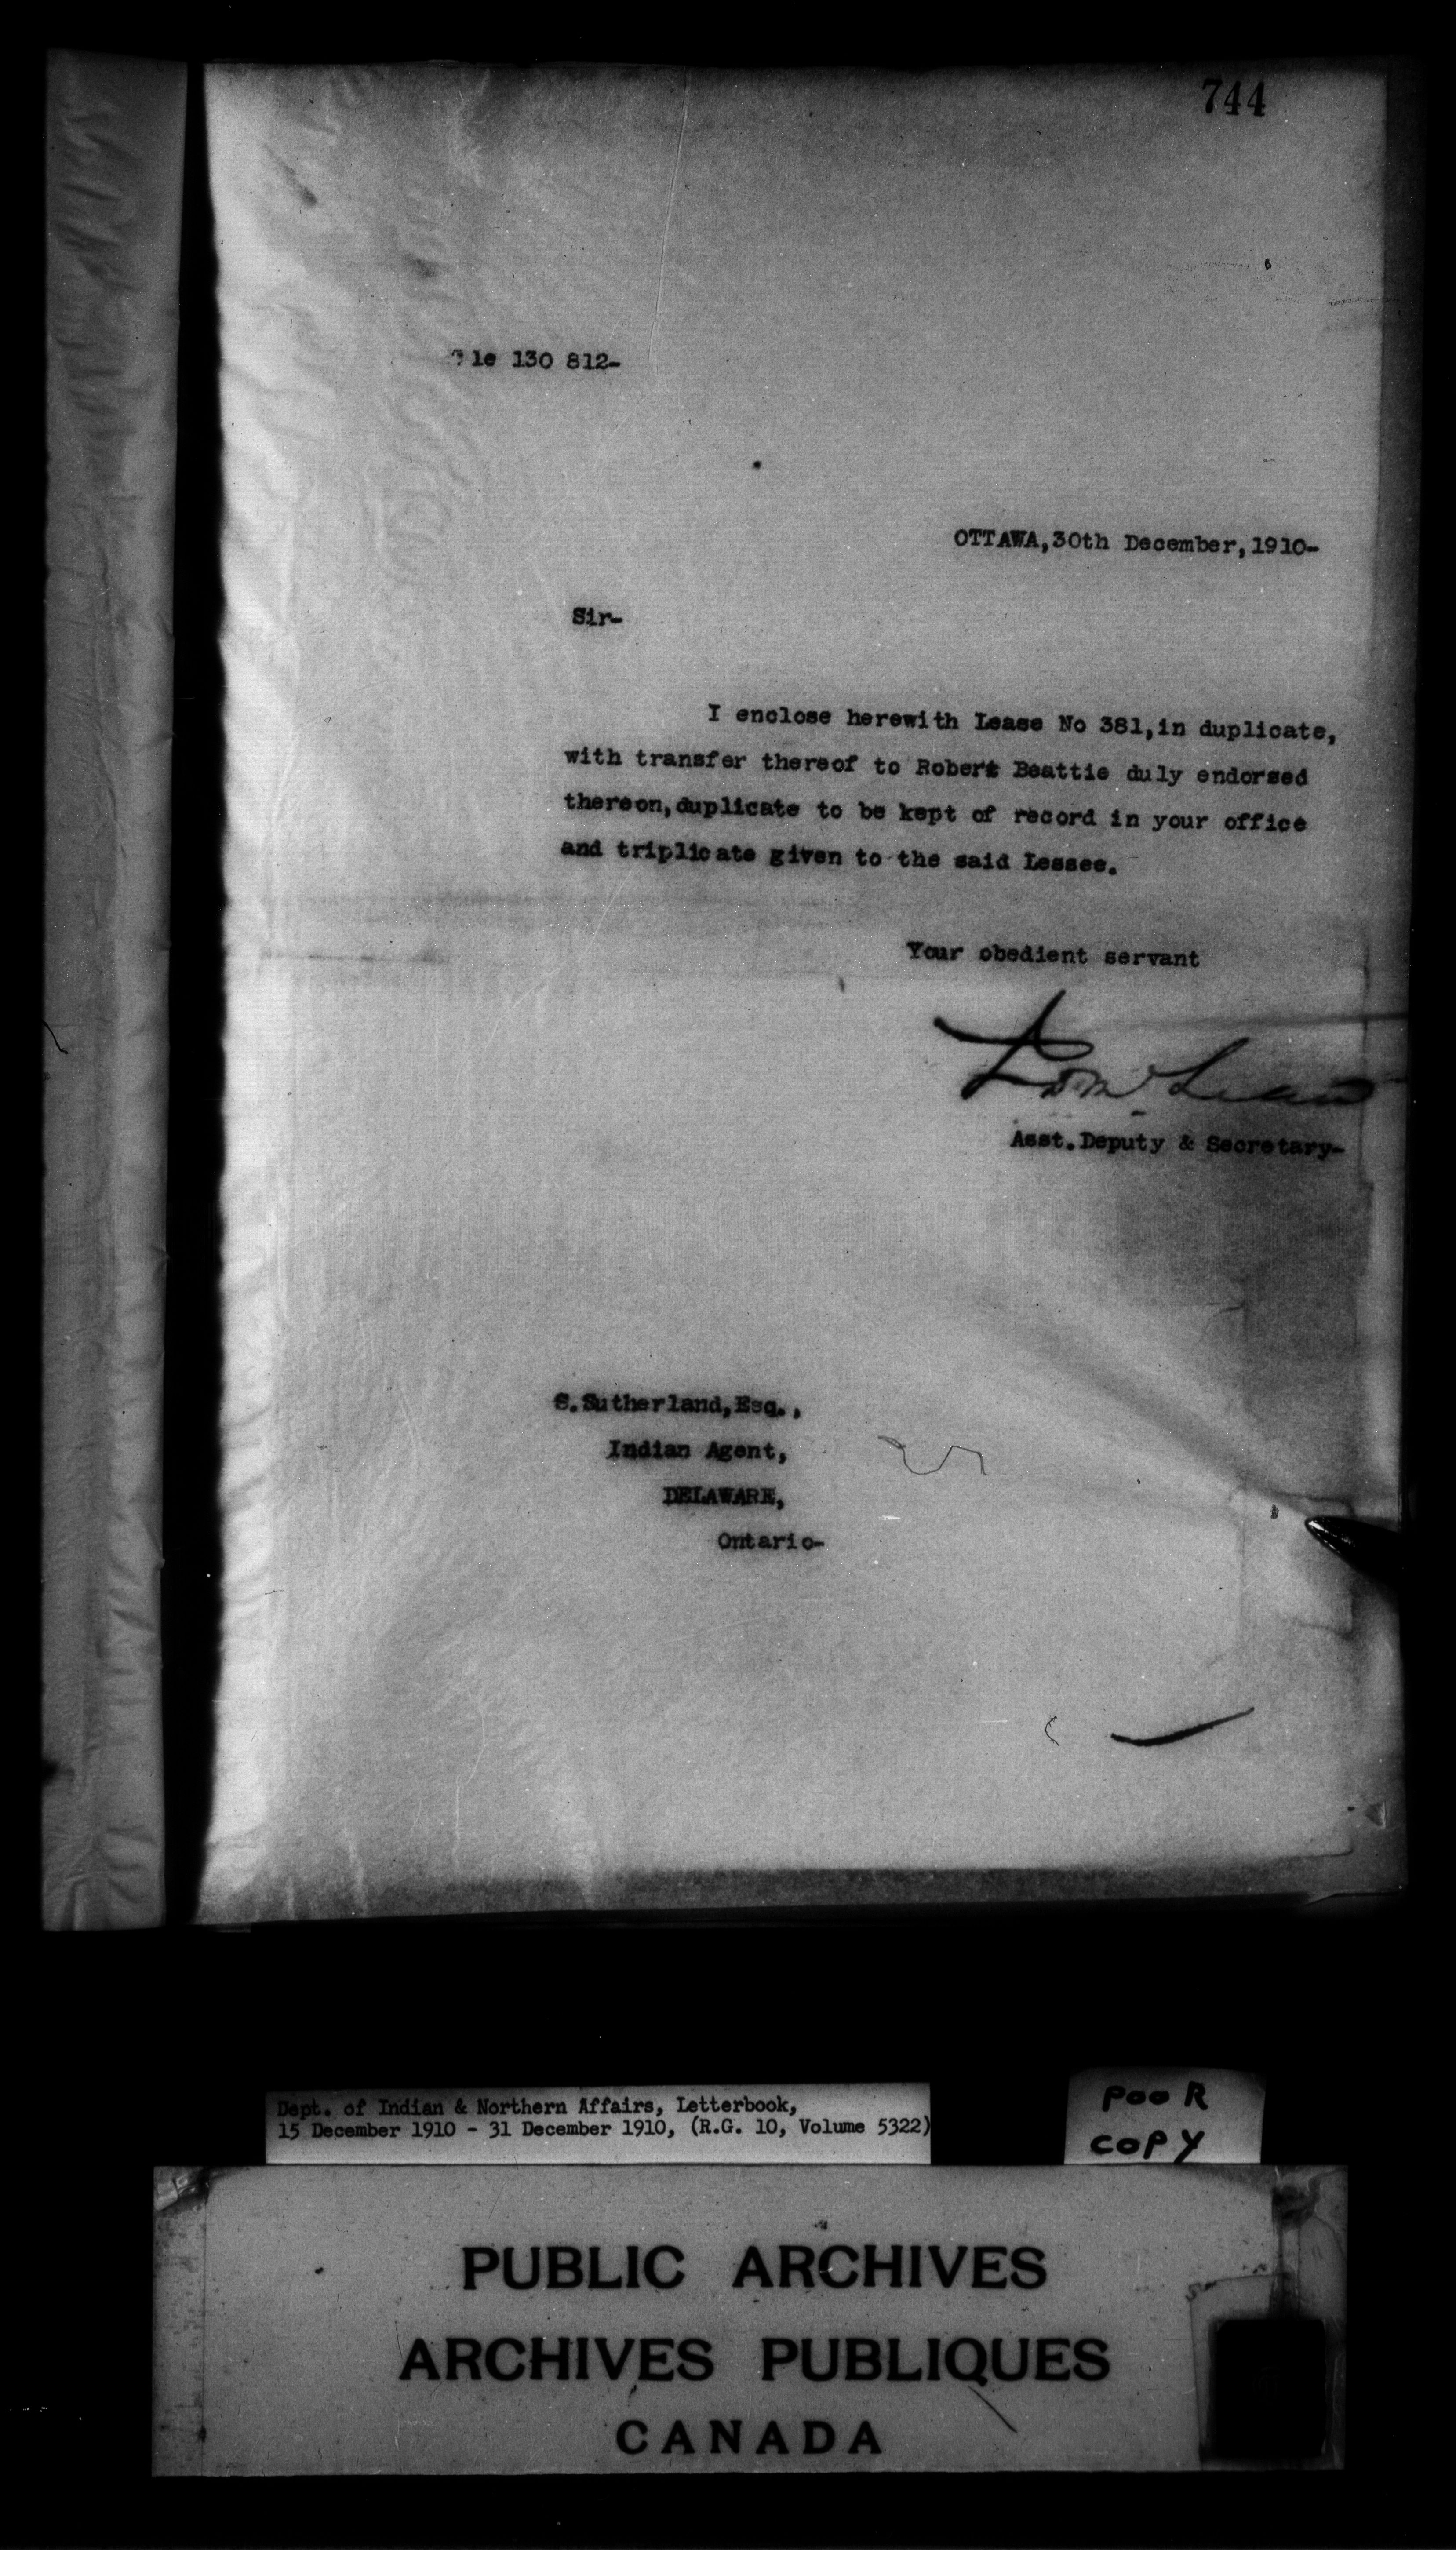 744
File 130 812-
OTTAWA,30th December,1910-
Sir-
I enclose herewith Lease No 381,in duplicate,
with transfer thereof to Robert Beattie duly endorsed
thereon,duplicate to be kept of record in your office
and triplicate given to the said Lessee.
Your obedient servant
Asst.Deputy & Secretary-
S.Sutherland,Esq.,
Indian Agent,
DELAWARE,
Ontario-
Dept. of Indian & Northern Affairs, Letterbook,
15 December 1910 - 31 December 1910, (R.G. 10, Volume 5322)
POOR
COPY
PUBLIC ARCHIVES
ARCHIVES PUBLIQUES
CANADA